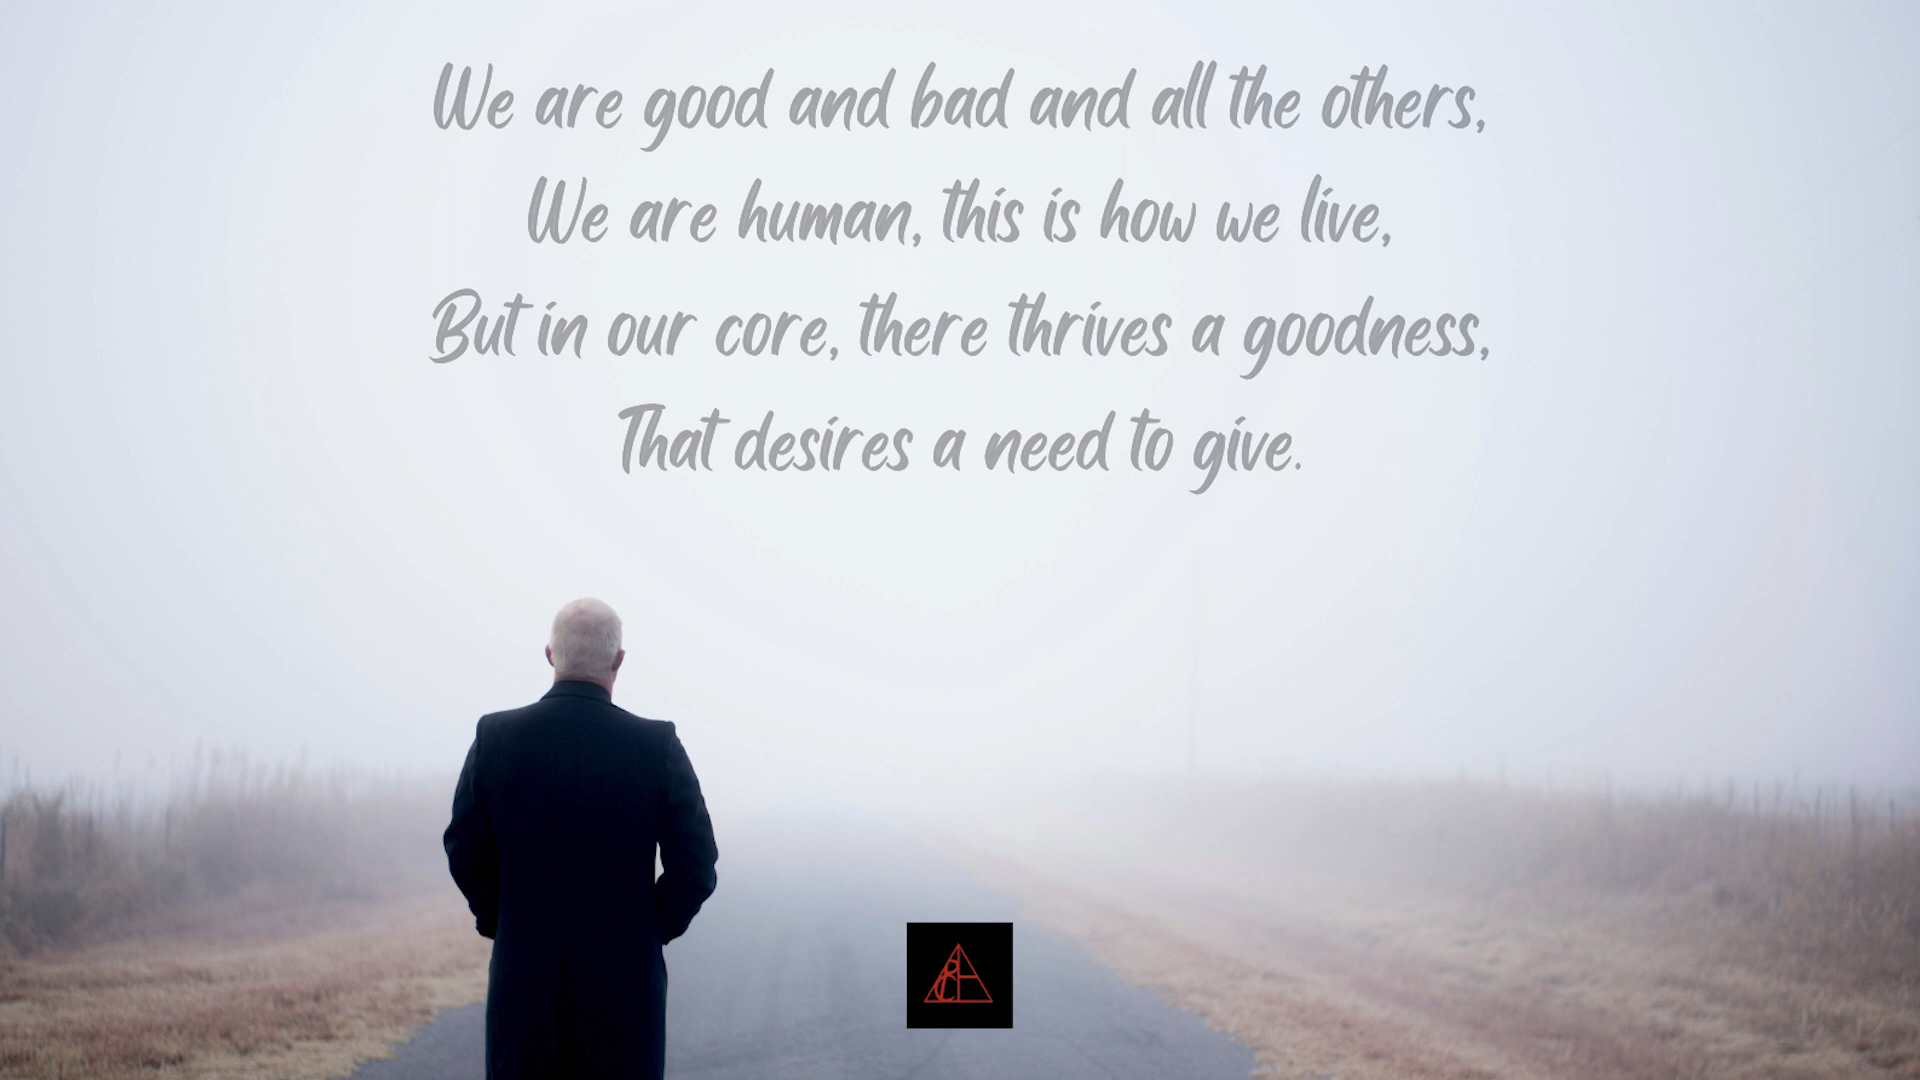 We are good and bad and all the others,
We are human, this is how we live,
But in our core, there thrives a goodness,
That desires a need to give.